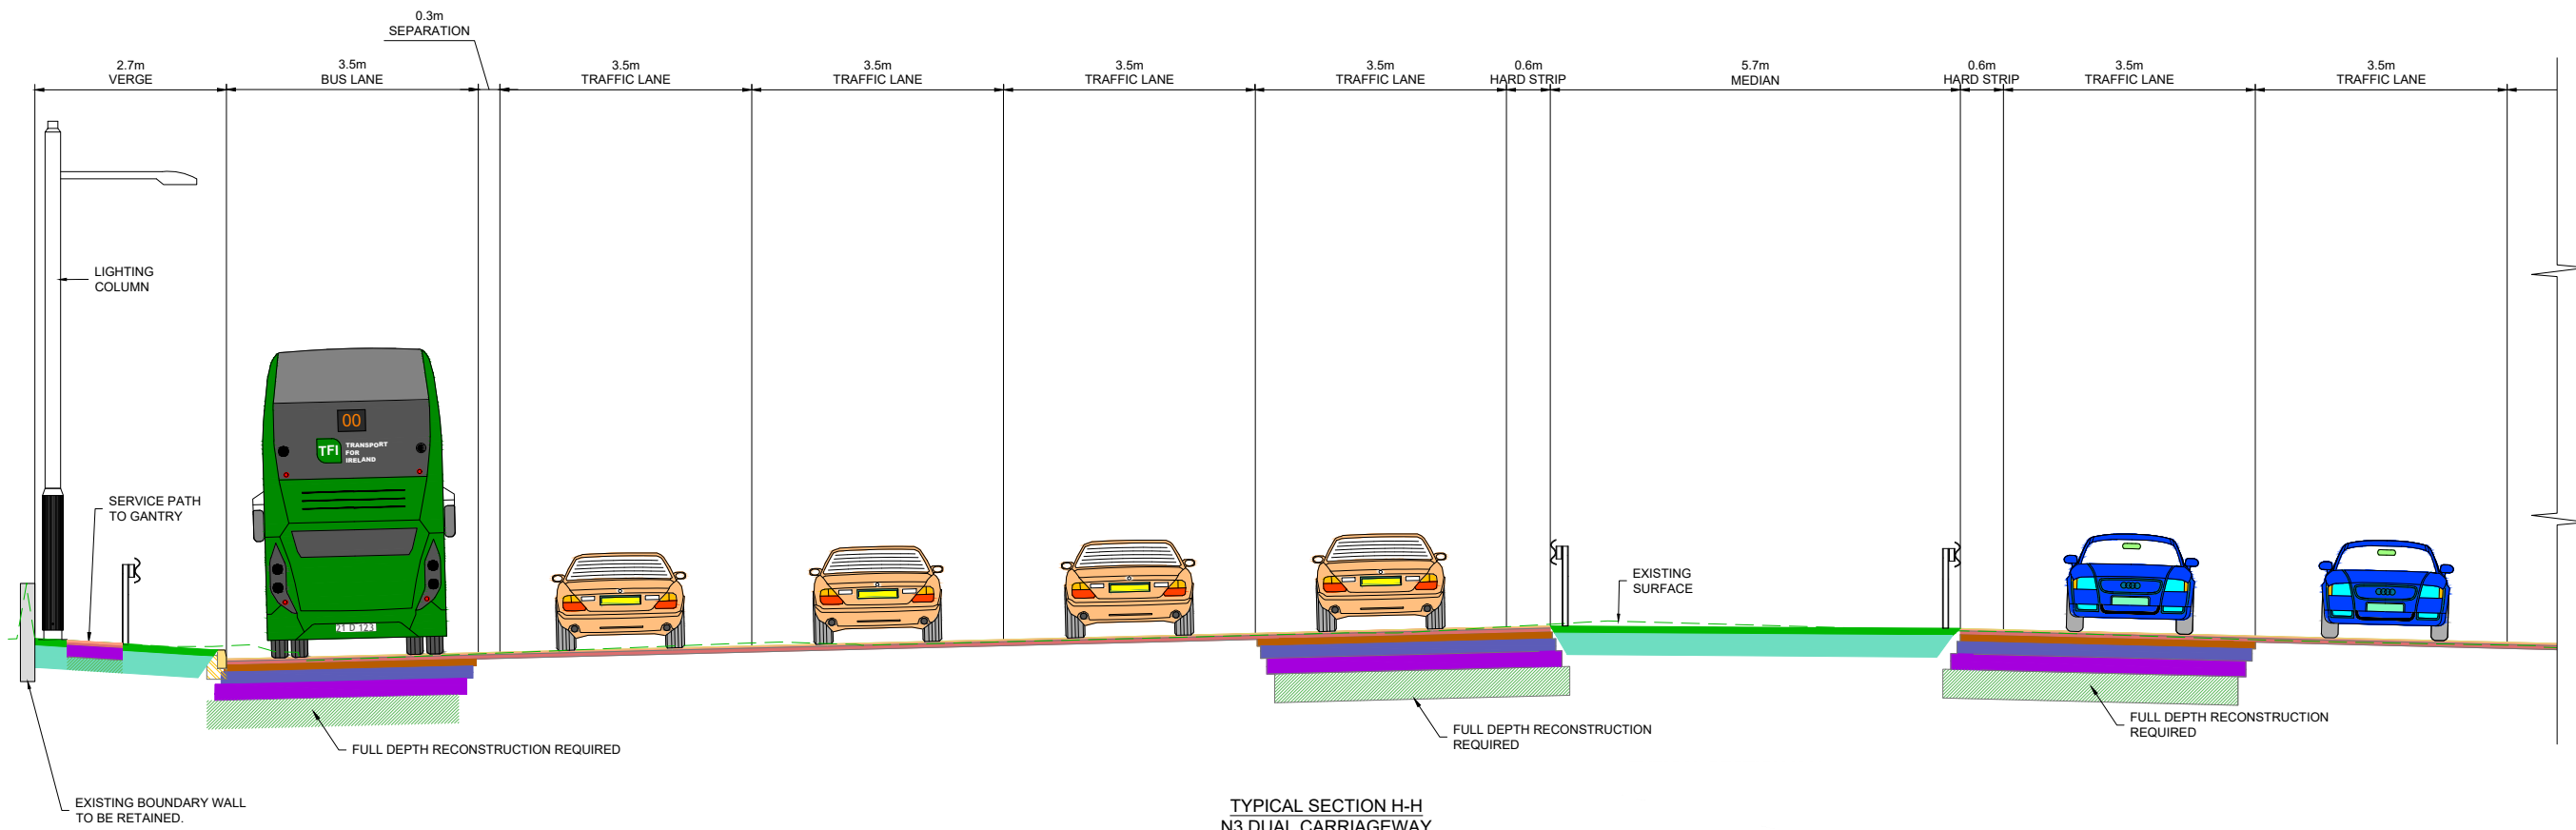 0.3m
SEPARATION
2.7m
VERGE
3.5m
BUS LANE
3.5m
TRAFFIC LANE
3.5m
TRAFFIC LANE
3.5m
TRAFFIC LANE
3.5m
TRAFFIC LANE
0.6m
HARD STRIP
5.7m
MEDIAN
0.6m
HARD STRIP
3.5m
TRAFFIC LANE
3.5m
TRAFFIC LANE
LIGHTING
COLUMN
00
TFI
TRANSPORT
FOR
IRELAND
SERVICE PATH
TO GANTRY
EXISTING
SURFACE
21 D 123
FULL DEPTH RECONSTRUCTION REQUIRED
FULL DEPTH RECONSTRUCTION
REQUIRED
FULL DEPTH RECONSTRUCTION
REQUIRED
EXISTING BOUNDARY WALL
TO BE RETAINED.
TYPICAL SECTION H-H
N3 DUAL CARRIAGEWAY